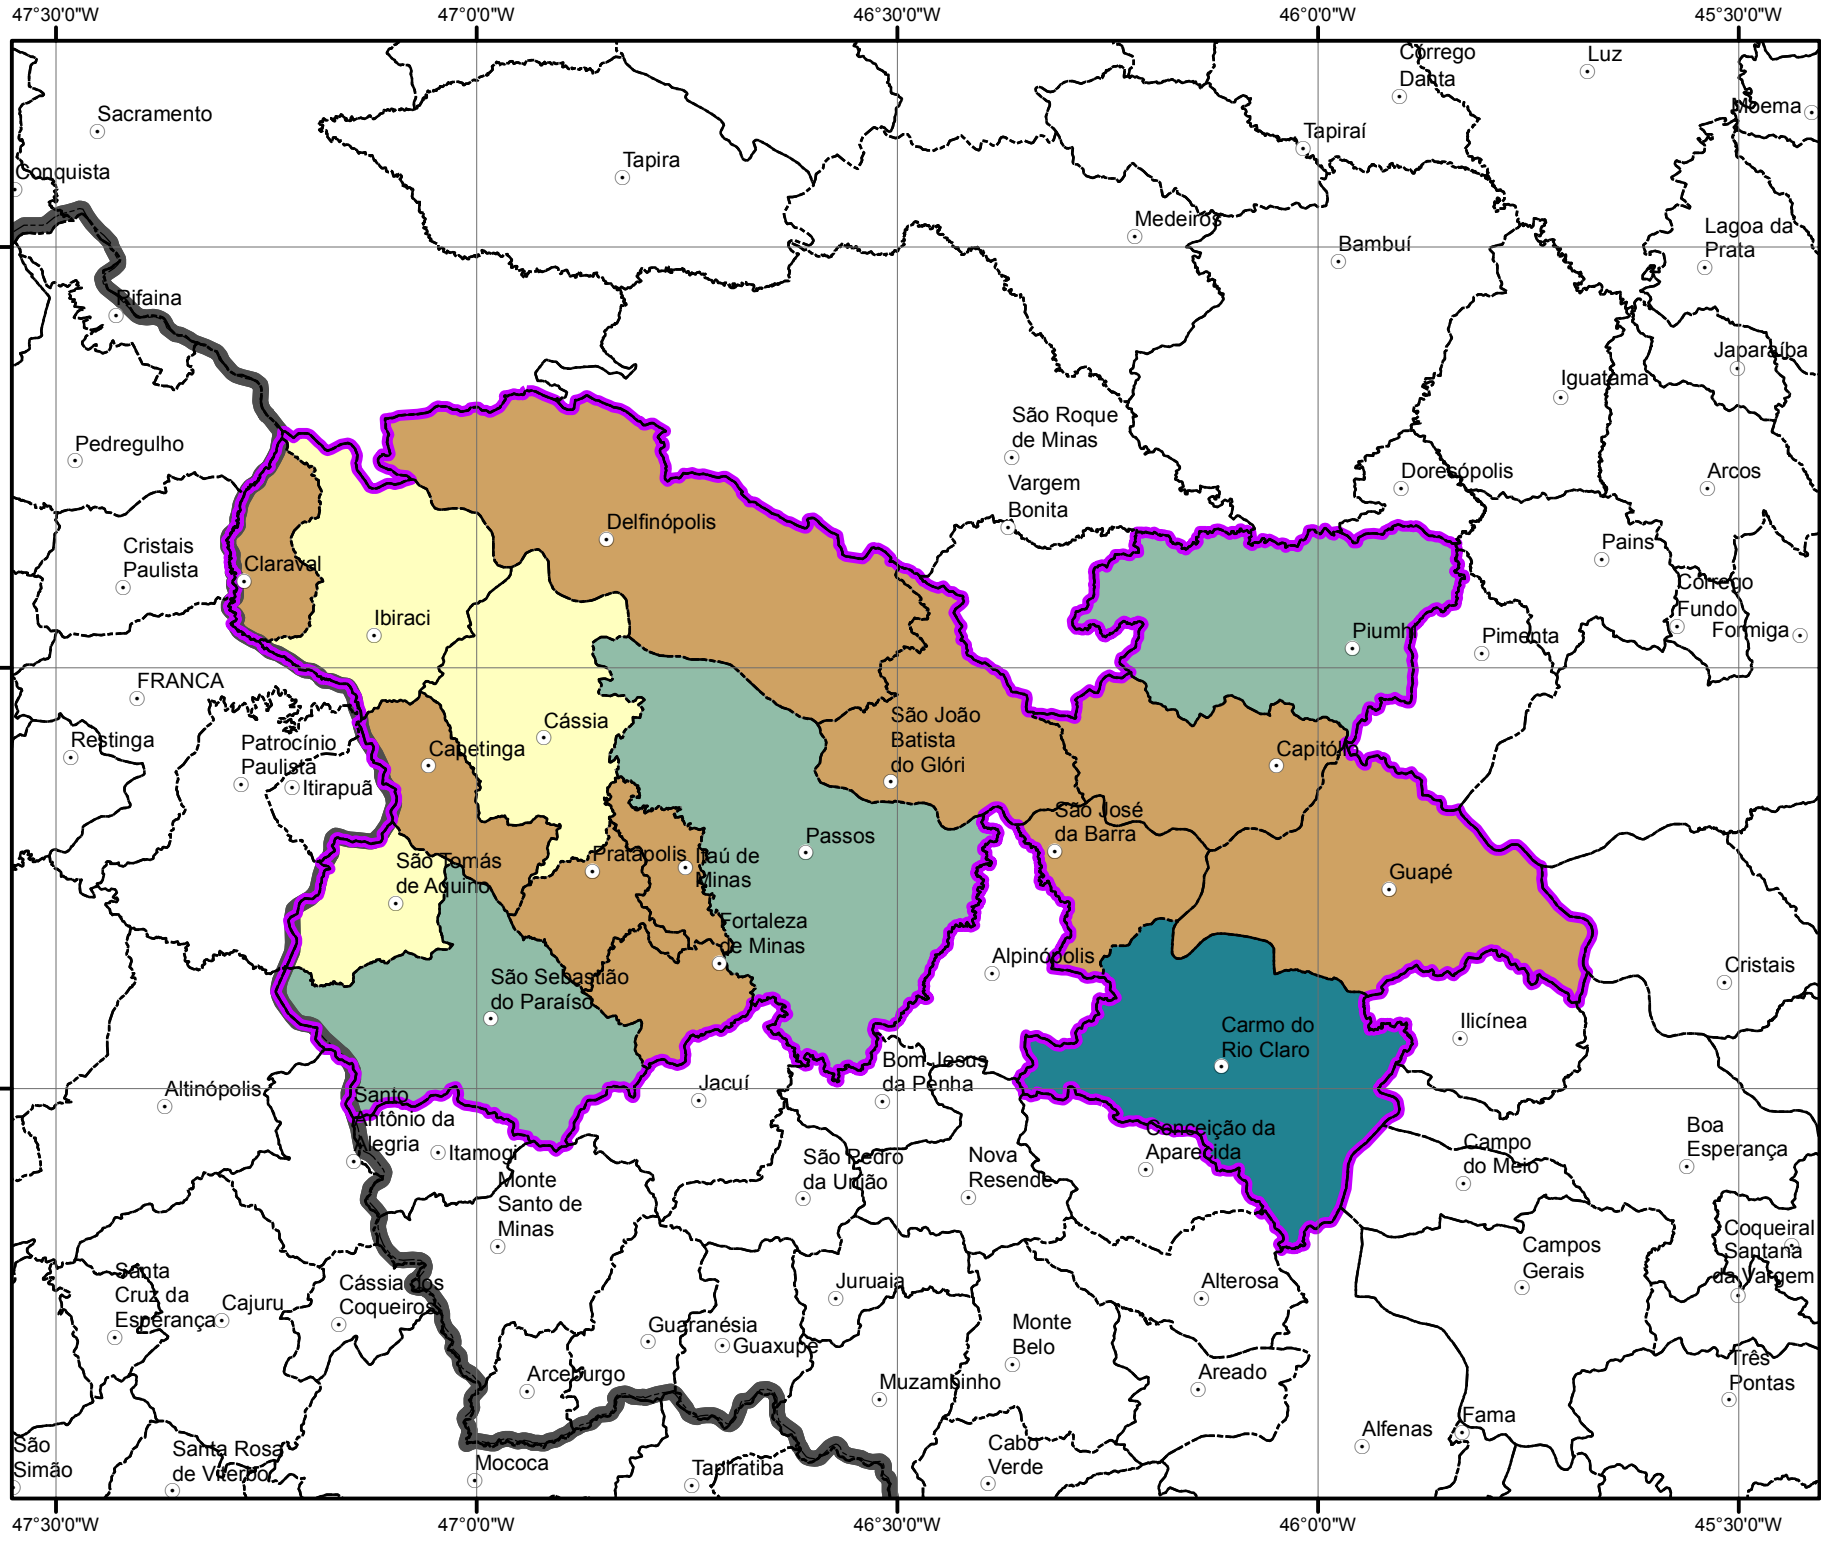 47°30'0"W 47°0'0"W 46°30'0"W 46°0'0"W 45°30'0"W
Córrego
Danta
Luz
Moema
Sacramento
Tapiraí
Conquista
Tapira
Medeiros
Bambuí
Lagoa da
Prata
Rifaina
Japaraíba
Iguatama
São Roque
de Minas
Pedregulho
Vargem
Bonita
Doresópolis
Arcos
Delfinópolis
Cristais
Paulista
Claraval
Pains
Córrego
Fundo
Formiga
Ibiraci
Piumhi
Pimenta
FRANCA
Restinga
Patrocínio
Paulista
Itirapuã
Capetinga
Cássia
São João
Batista
do Glóri
Capitólio
São José
da Barra
São Tomás
de Aquino
Pratápolis
Itaú de
Minas
Passos
Guapé
Fortaleza
de Minas
Alpinópolis
Cristais
São Sebastião
do Paraíso
Carmo do
Rio Claro
Ilicínea
Bom Jesus
da Penha
Jacuí
Altinópolis
Santo
Antônio da
Alegria
Itamogi
Conceição da
Aparecida
Boa
Esperança
Campo
do Meio
São Pedro
da União
Nova
Resende
Monte
Santo de
Minas
Coqueiral
Santana
da Vargem
Campos
Gerais
Santa
Cruz da
Esperança
Cajuru
Cássia dos
Coqueiros
Juruaia
Alterosa
Guaranésia
Guaxupé
Monte
Belo
Arceburgo
Muzambinho
Areado
Três
Pontas
Alfenas
Fama
São
Simão
Santa Rosa
de Viterbo
Mococa
Tapiratiba
Cabo
Verde
47°30'0"W 47°0'0"W 46°30'0"W 46°0'0"W 45°30'0"W